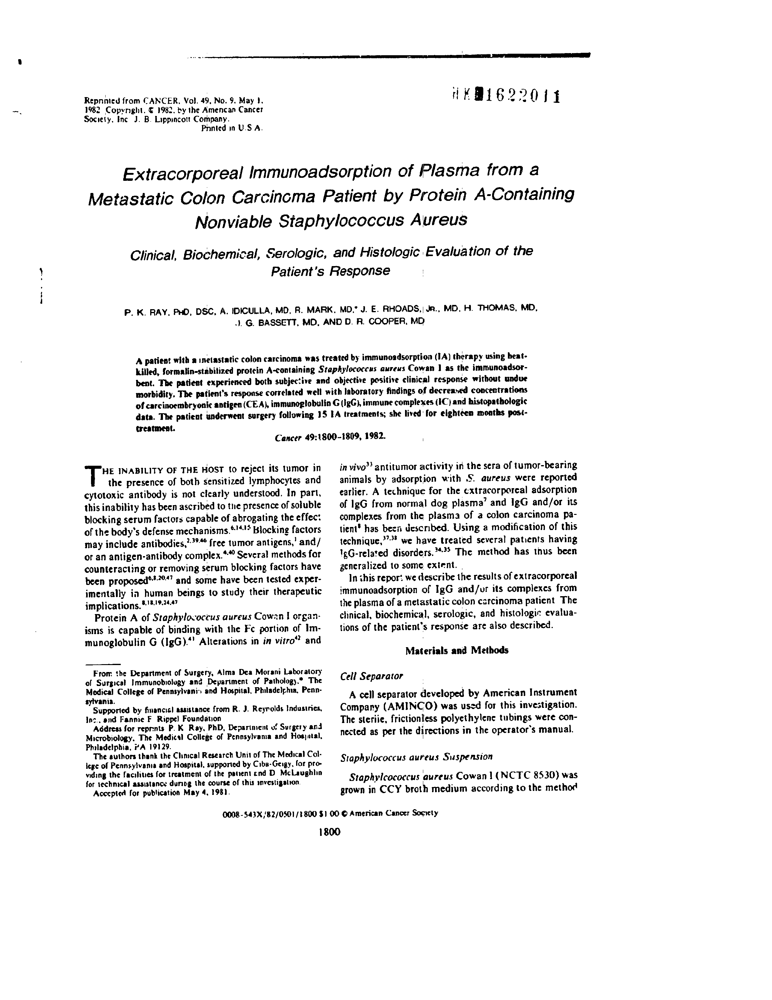 Reprinted from CANCER, Vol. 49, No. 9, May 1,
1982 Copyright, © 1982, by the American Cancer
Society, Inc J. B. Lippincott Company.
Printed in U.S A.
1622011
Extracorporeal Immunoadsorption of Plasma from a
Metastatic Colon Carcinoma Patient by Protein A-Containing
Nonviable Staphylococcus Aureus
Clinical, Biochemical, Serologic, and Histologic Evaluation of the
Patient's Response
P. K. RAY, PHD, DSC, A. IDICULLA, MD, R. MARK, MD,* J. E. RHOADS, JR., MD, H. THOMAS, MD,
J. G. BASSETT, MD, AND D. R. COOPER, MD
A patient with a metastatic colon carcinoma was treated by immunoadsorption (IA) therapy using heat-
killed, formalin-stabilized protein A-containing Staphylococcus aureus Cowan I as the immunoadsor-
bent. The patient experienced both subjective and objective positive clinical response without undue
morbidity. The patient's response correlated well with laboratory findings of decreased concentrations
of carcinoembryonic antigen (CEA), immunoglobulin G (IgG), immune complexes (IC) and histopathologic
data. The patient underwent surgery following 15 IA treatments; she lived for eighteen months post-
treatment.
Cancer 49:1800-1809, 1982.
THE INABILITY OF THE HOST to reject its tumor in
the presence of both sensitized lymphocytes and
cytotoxic antibody is not clearly understood. In part,
this inability has been ascribed to the presence of soluble
blocking serum factors capable of abrogating the effect
of the body's defense mechanisms.6,14,15 Blocking factors
may include antibodies,2,39,46 free tumor antigens,1 and/
or an antigen-antibody complex.4,40 Several methods for
counteracting or removing serum blocking factors have
been proposed6,8,20,47 and some have been tested exper-
imentally in human beings to study their therapeutic
implications.8,18,19,24,47
Protein A of Staphylococcus aureus Cowan I organ-
isms is capable of binding with the Fc portion of Im-
munoglobulin G (IgG).41 Alterations in in vitro42 and
From the Department of Surgery, Alma Dea Morani Laboratory
of Surgical Immunobiology and Department of Pathology,* The
Medical College of Pennsylvania and Hospital, Philadelphia, Penn-
sylvania.
Supported by financial assistance from R. J. Reynolds Industries,
Inc., and Fannie F Rippel Foundation
Address for reprints P. K. Ray, PhD, Department of Surgery and
Microbiology, The Medical College of Pennsylvania and Hospital,
Philadelphia, PA 19129.
The authors thank the Clinical Research Unit of The Medical Col-
lege of Pennsylvania and Hospital, supported by Ciba-Geigy, for pro-
viding the facilities for treatment of the patient and D. McLaughlin
for technical assistance during the course of this investigation.
Accepted for publication May 4, 1981.
in vivo33 antitumor activity in the sera of tumor-bearing
animals by adsorption with S. aureus were reported
earlier. A technique for the extracorporeal adsorption
of IgG from normal dog plasma7 and IgG and/or its
complexes from the plasma of a colon carcinoma pa-
tient8 has been described. Using a modification of this
technique,37,38 we have treated several patients having
IgG-related disorders.34,35 The method has thus been
generalized to some extent.
In this report we describe the results of extracorporeal
immunoadsorption of IgG and/or its complexes from
the plasma of a metastatic colon carcinoma patient The
clinical, biochemical, serologic, and histologic evalua-
tions of the patient's response are also described.
Materials and Methods
Cell Separator
A cell separator developed by American Instrument
Company (AMINCO) was used for this investigation.
The sterile, frictionless polyethylene tubings were con-
nected as per the directions in the operator's manual.
Staphylococcus aureus Suspension
Staphylcoccus aureus Cowan I (NCTC 8530) was
grown in CCY broth medium according to the method
0008-543X/82/0501/1800 $1 00 © American Cancer Society
1800